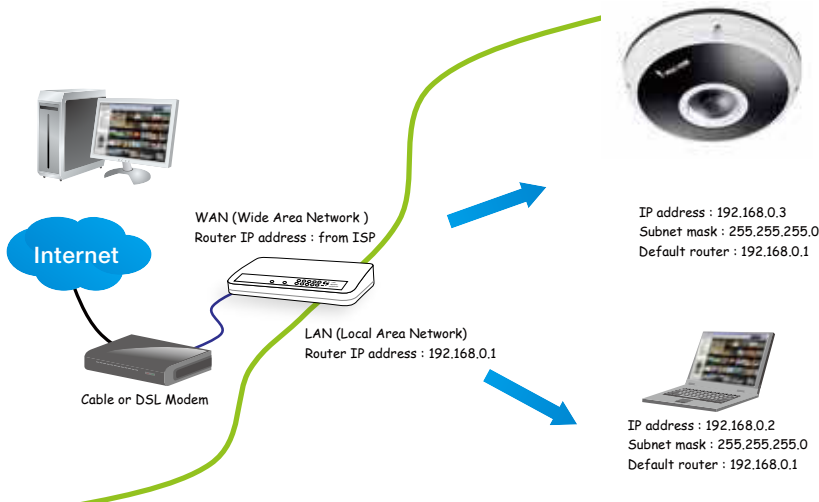 WAN (Wide Area Network )
Router IP address : from ISP
Internet
LAN (Local Area Network)
Router IP address : 192.168.0.1
Cable or DSL Modem
IP address : 192.168.0.3
Subnet mask : 255.255.255.0
Default router : 192.168.0.1
IP address : 192.168.0.2
Subnet mask : 255.255.255.0
Default router : 192.168.0.1